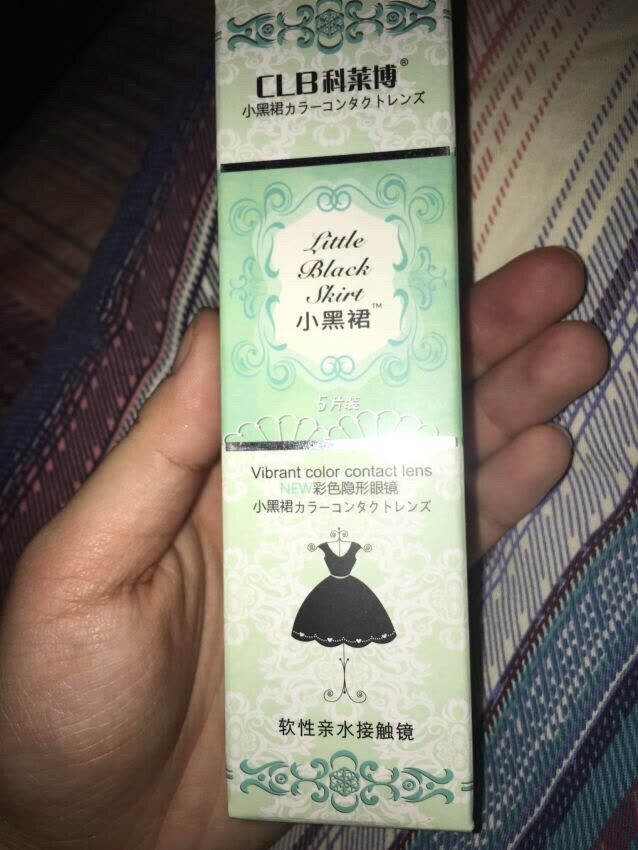 CLB科莱博®
小黑裙カラーコンタクトレンズ
Little
Black
Skirt
小黑裙™
5片装
Vibrant color contact lens
NEW彩色隐形眼镜
小黑裙カラーコンタクトレンズ
软性亲水接触镜